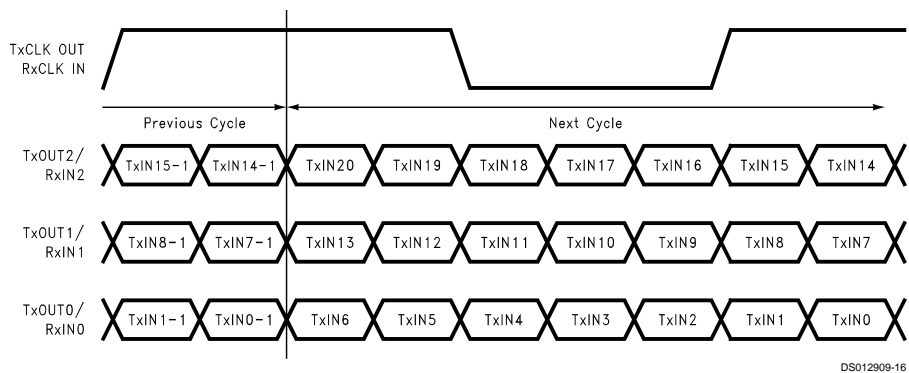 TxCLK OUT
RxCLK IN
Previous Cycle
Next Cycle
TxOUT2/
RxIN2
TxIN15-1 TxIN14-1 TxIN20 TxIN19 TxIN18 TxIN17 TxIN16 TxIN15 TxIN14
TxOUT1/
RxIN1
TxIN8-1 TxIN7-1 TxIN13 TxIN12 TxIN11 TxIN10 TxIN9 TxIN8 TxIN7
TxOUT0/
RxIN0
TxIN1-1 TxIN0-1 TxIN6 TxIN5 TxIN4 TxIN3 TxIN2 TxIN1 TxIN0
DS012909-16